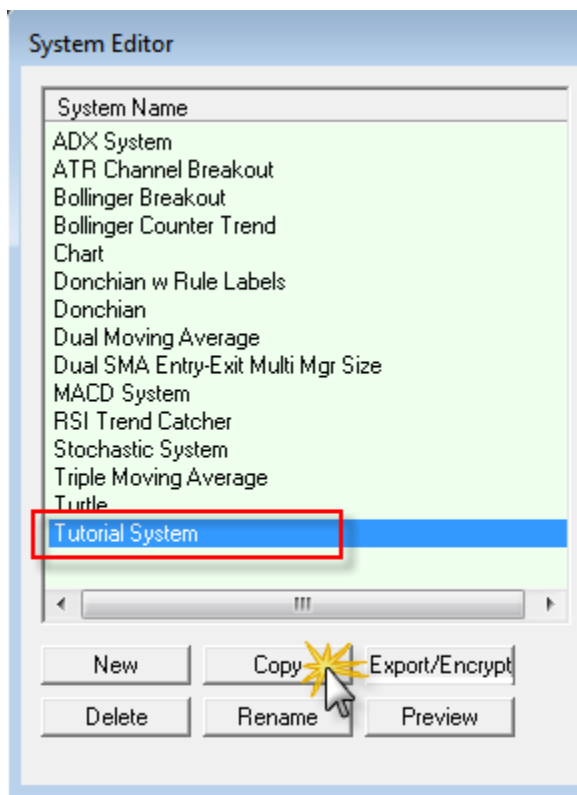 System Editor
System Name
ADX System
ATR Channel Breakout
Bollinger Breakout
Bollinger Counter Trend
Chart
Donchian w Rule Labels
Donchian
Dual Moving Average
Dual SMA Entry-Exit Multi Mgr Size
MACD System
RSI Trend Catcher
Stochastic System
Triple Moving Average
Turtle
Tutorial System
New Copy Export/Encrypt
Delete Rename Preview